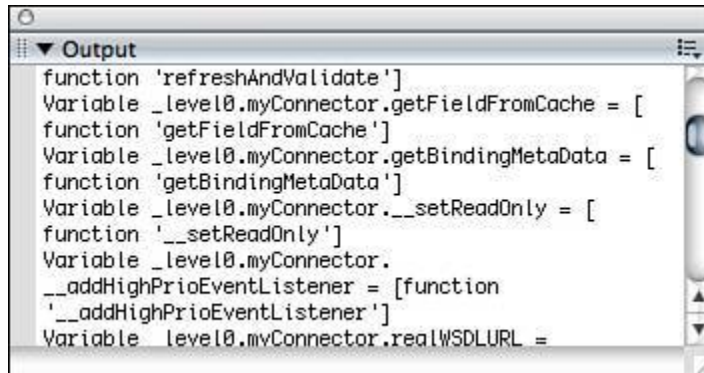 Output
function 'refreshAndValidate']
Variable _level0.myConnector.getFieldFromCache = [
function 'getFieldFromCache']
Variable _level0.myConnector.getBindingMetaData = [
function 'getBindingMetaData']
Variable _level0.myConnector.__setReadOnly = [
function '__setReadOnly']
Variable _level0.myConnector.
__addHighPrioEventListener = [function
'__addHighPrioEventListener']
Variable _level0.myConnector.realWSDLURL =